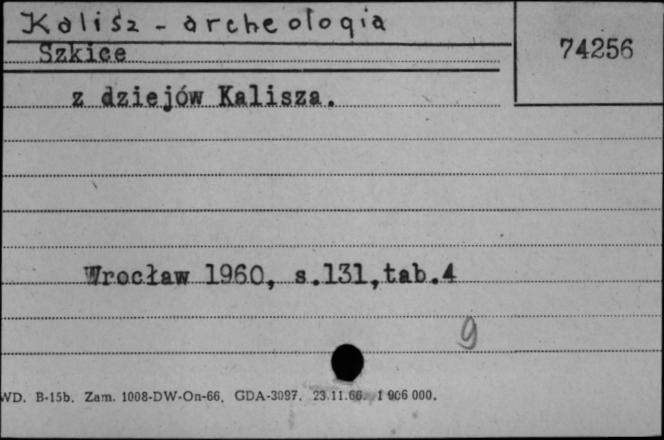 Kalisz - archeologia
74256
Szkice
z dziejów Kalisza.
Wrocław 1960, s.131,tab.4
9
WD. B-15b. Zam. 1008-DW-On-66. GDA-3097. 23.11.66. 1 906 000.